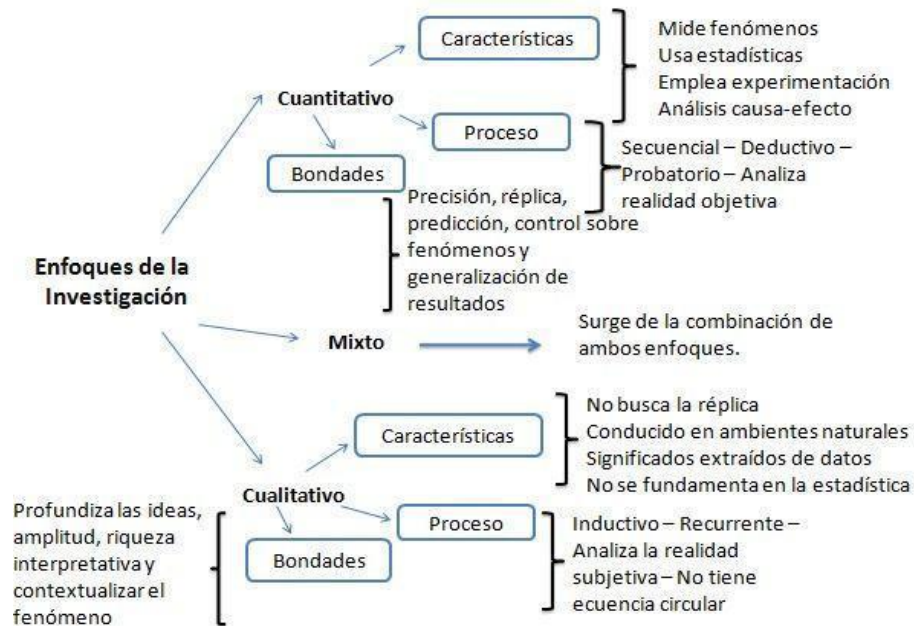 Características
Mide fenómenos
Usa estadísticas
Emplea experimentación
Análisis causa-efecto
Cuantitativo
Proceso
Secuencial – Deductivo –
Probatorio – Analiza
realidad objetiva
Bondades
Precisión, réplica,
predicción, control sobre
fenómenos y
generalización de
resultados
Enfoques de la
Investigación
Mixto
Surge de la combinación de
ambos enfoques.
Características
No busca la réplica
Conducido en ambientes naturales
Significados extraídos de datos
No se fundamenta en la estadística
Cualitativo
Proceso
Inductivo – Recurrente –
Analiza la realidad
subjetiva – No tiene
ecuencia circular
Bondades
Profundiza las ideas,
amplitud, riqueza
interpretativa y
contextualizar el
fenómeno